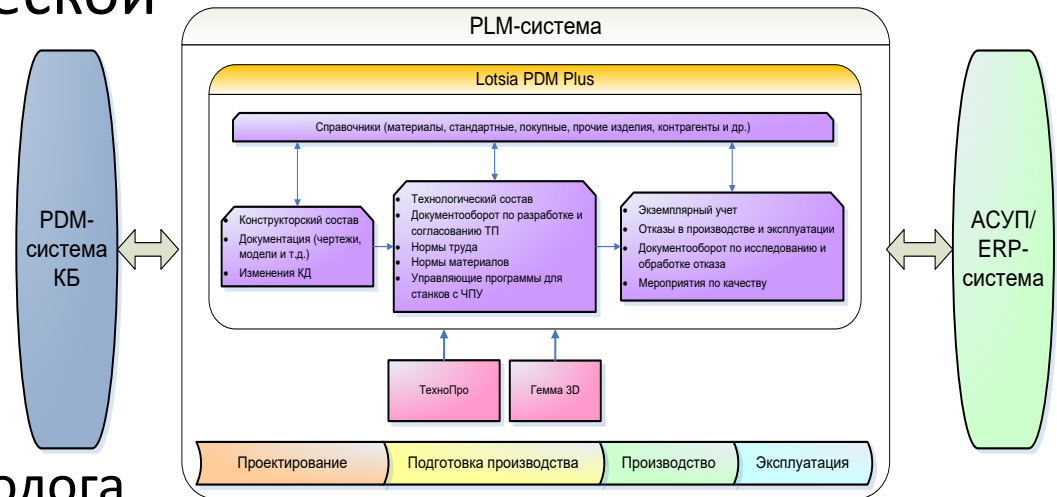 ческой
PLM-система
Lotsia PDM Plus
Справочники (материалы, стандартные, покупные, прочие изделия, контрагенты и др.)
PDM-
система
КБ
• Конструкторский состав
• Документация (чертежи,
модели и т.д.)
• Изменения КД
• Технологический состав
• Документооборот по разработке и
согласованию ТП
• Нормы труда
• Нормы материалов
• Управляющие программы для
станков с ЧПУ
• Экземплярный учет
• Отказы в производстве и эксплуатации
• Документооборот по исследованию и
обработке отказа
• Мероприятия по качеству
АСУП/
ERP-
система
ТехноПро
Гемма 3D
Проектирование
Подготовка производства
Производство
Эксплуатация
олога